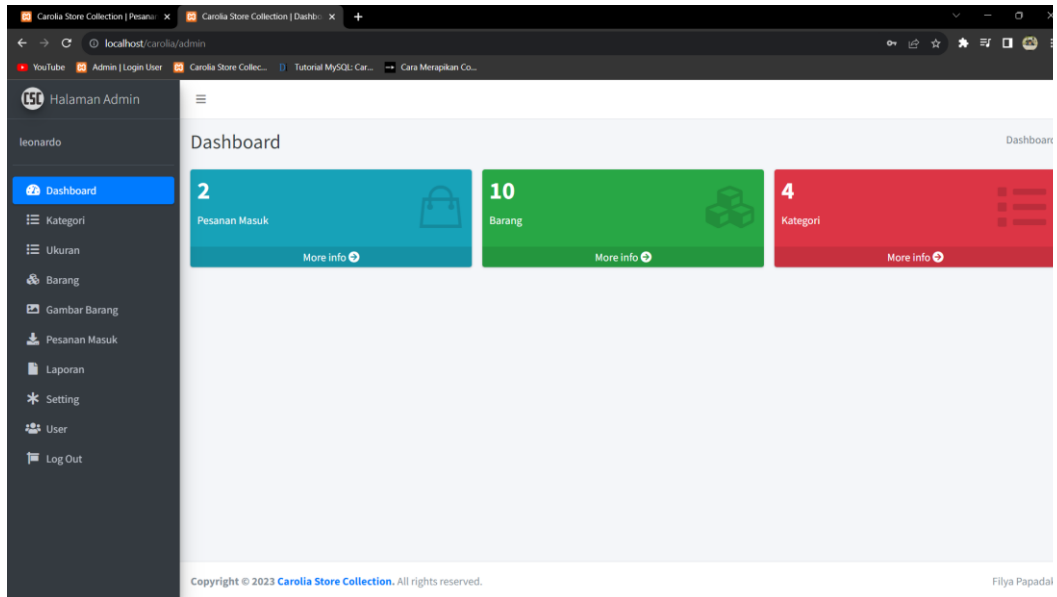 Carolia Store Collection | Pesanar
Carolia Store Collection | Dashbo
localhost/carolia/admin
YouTube
Admin | Login User
Carolia Store Collec...
Tutorial MySQL: Car...
Cara Merapikan Co...
CSC Halaman Admin
leonardo
Dashboard
Kategori
Ukuran
Barang
Gambar Barang
Pesanan Masuk
Laporan
Setting
User
Log Out
Dashboard
Dashboard
2
Pesanan Masuk
More info
10
Barang
More info
4
Kategori
More info
Copyright © 2023 Carolia Store Collection. All rights reserved.
Filya Papadak